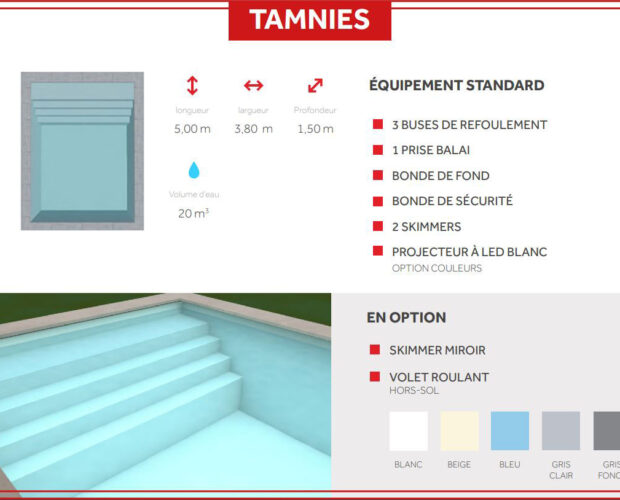 TAMNIES
longueur
5,00 m
largueur
3,80 m
Profondeur
1,50 m
Volume d'eau
20 m³
ÉQUIPEMENT STANDARD
3 BUSES DE REFOULEMENT
1 PRISE BALAI
BONDE DE FOND
BONDE DE SÉCURITÉ
2 SKIMMERS
PROJECTEUR À LED BLANC
OPTION COULEURS
EN OPTION
SKIMMER MIROIR
VOLET ROULANT
HORS-SOL
BLANC
BEIGE
BLEU
GRIS
CLAIR
GRIS
FONC